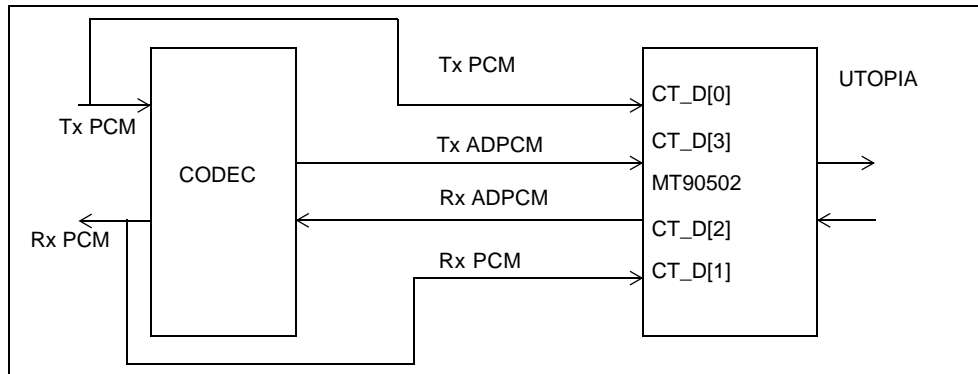 Tx PCM
UTOPIA
CT_D[0]
Tx PCM
Tx ADPCM
CT_D[3]
CODEC
MT90502
Rx ADPCM
CT_D[2]
Rx PCM
Rx PCM
CT_D[1]